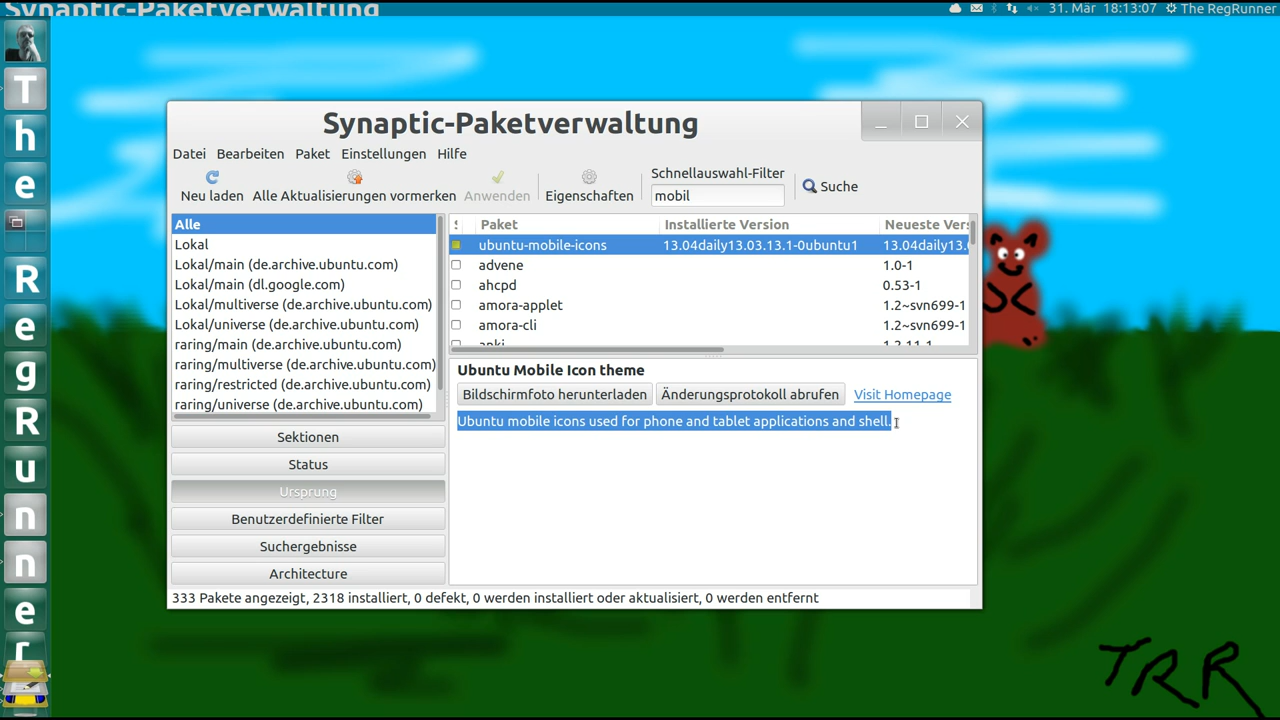 Synaptic-Paketverwaltung
31. Mär 18:13:07 The RegRunner
T
h
e
R
e
g
R
u
n
n
e
r
Synaptic-Paketverwaltung
Datei Bearbeiten Paket Einstellungen Hilfe
Neu laden Alle Aktualisierungen vormerken Anwenden Eigenschaften Schnellauswahl-Filter mobil Suche
Alle
Lokal
Lokal/main (de.archive.ubuntu.com)
Lokal/main (dl.google.com)
Lokal/multiverse (de.archive.ubuntu.com)
Lokal/universe (de.archive.ubuntu.com)
raring/main (de.archive.ubuntu.com)
raring/multiverse (de.archive.ubuntu.com)
raring/restricted (de.archive.ubuntu.com)
raring/universe (de.archive.ubuntu.com)
Sektionen
Status
Ursprung
Benutzerdefinierte Filter
Suchergebnisse
Architecture
Paket Installierte Version Neueste Vers
ubuntu-mobile-icons 13.04daily13.03.13.1-0ubuntu1 13.04daily13.0
advene 1.0-1
ahcpd 0.53-1
amora-applet 1.2~svn699-1
amora-cli 1.2~svn699-1
Ubuntu Mobile Icon theme
Bildschirmfoto herunterladen Änderungsprotokoll abrufen Visit Homepage
Ubuntu mobile icons used for phone and tablet applications and shell.
333 Pakete angezeigt, 2318 installiert, 0 defekt, 0 werden installiert oder aktualisiert, 0 werden entfernt
TRR